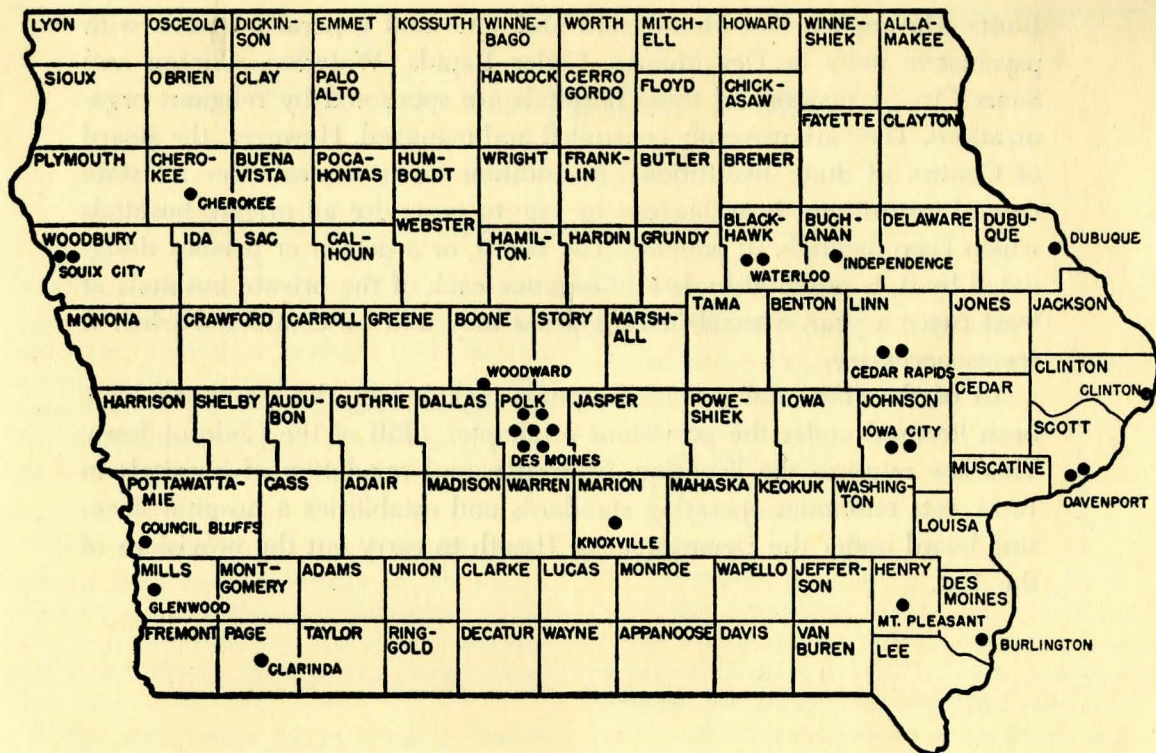 LYON
OSCEOLA
DICKIN-
SON
EMMET
KOSSUTH
WINNE-
BAGO
WORTH
MITCH-
ELL
HOWARD
WINNE-
SHIEK
ALLA-
MAKEE
SIOUX
O'BRIEN
CLAY
PALO
ALTO
HANCOCK
CERRO
GORDO
FLOYD
CHICK-
ASAW
FAYETTE
CLAYTON
PLYMOUTH
CHERO-
KEE
CHEROKEE
BUENA
VISTA
POCA-
HONTAS
HUM-
BOLDT
WRIGHT
FRANK-
LIN
BUTLER
BREMER
WOODBURY
SOUIX CITY
IDA
SAC
CAL-
HOUN
WEBSTER
HAMIL-
TON.
HARDIN
GRUNDY
BLACK-
HAWK
WATERLOO
BUCH-
ANAN
INDEPENDENCE
DELAWARE
DUBU-
QUE
DUBUQUE
MONONA
CRAWFORD
CARROLL
GREENE
BOONE
WOODWARD
STORY
MARSH-
ALL
TAMA
BENTON
LINN
CEDAR RAPIDS
JONES
JACKSON
CLINTON
CLINTON
HARRISON
SHELBY
AUDU-
BON
GUTHRIE
DALLAS
POLK
DES MOINES
JASPER
POWE-
SHIEK
IOWA
JOHNSON
IOWA CITY
CEDAR
SCOTT
MUSCATINE
DAVENPORT
POTTAWATTA-
MIE
COUNCIL BLUFFS
CASS
ADAIR
MADISON
WARREN
MARION
KNOXVILLE
MAHASKA
KEOKUK
WASHING-
TON
LOUISA
MILLS
GLENWOOD
MONT-
GOMERY
ADAMS
UNION
CLARKE
LUCAS
MONROE
WAPELLO
JEFFER-
SON
HENRY
MT. PLEASANT
DES
MOINES
BURLINGTON
FREMONT
PAGE
CLARINDA
TAYLOR
RING-
GOLD
DECATUR
WAYNE
APPANOOSE
DAVIS
VAN
BUREN
LEE